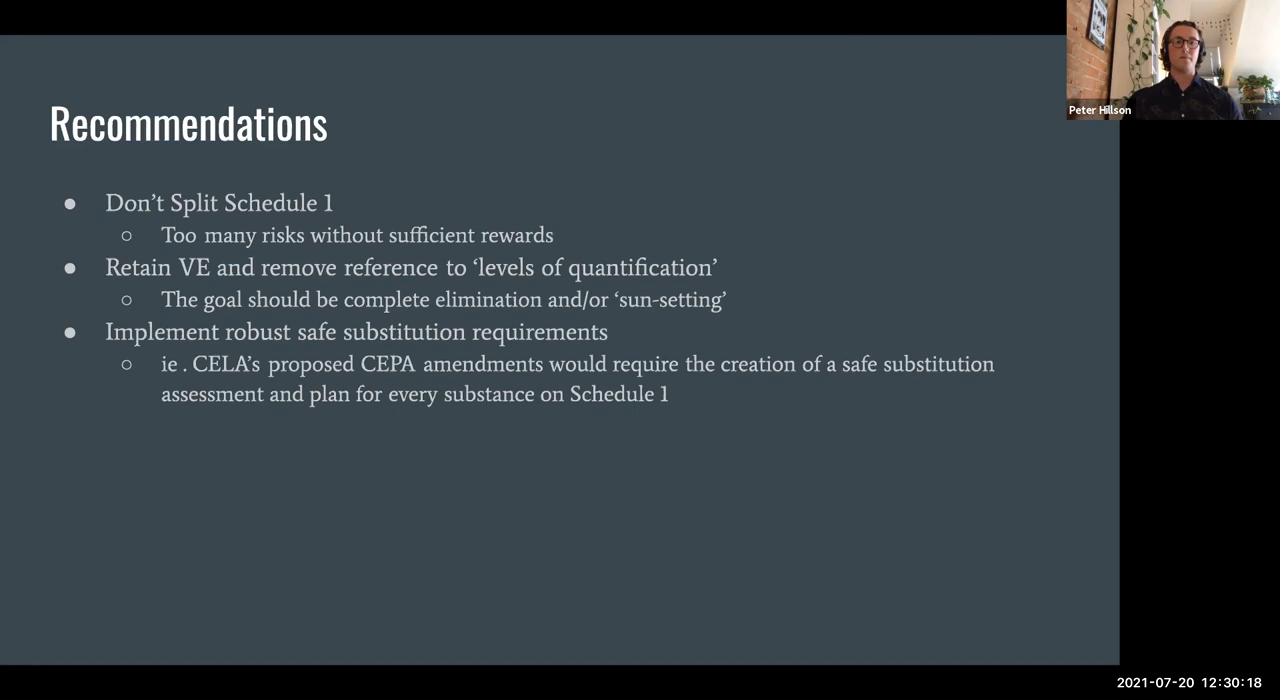 Recommendations
● Don’t Split Schedule 1
○ Too many risks without sufficient rewards
● Retain VE and remove reference to ‘levels of quantification’
○ The goal should be complete elimination and/or ‘sun-setting’
● Implement robust safe substitution requirements
○ ie . CELA’s proposed CEPA amendments would require the creation of a safe substitution
assessment and plan for every substance on Schedule 1
Peter Hillson
2021-07-20 12:30:18